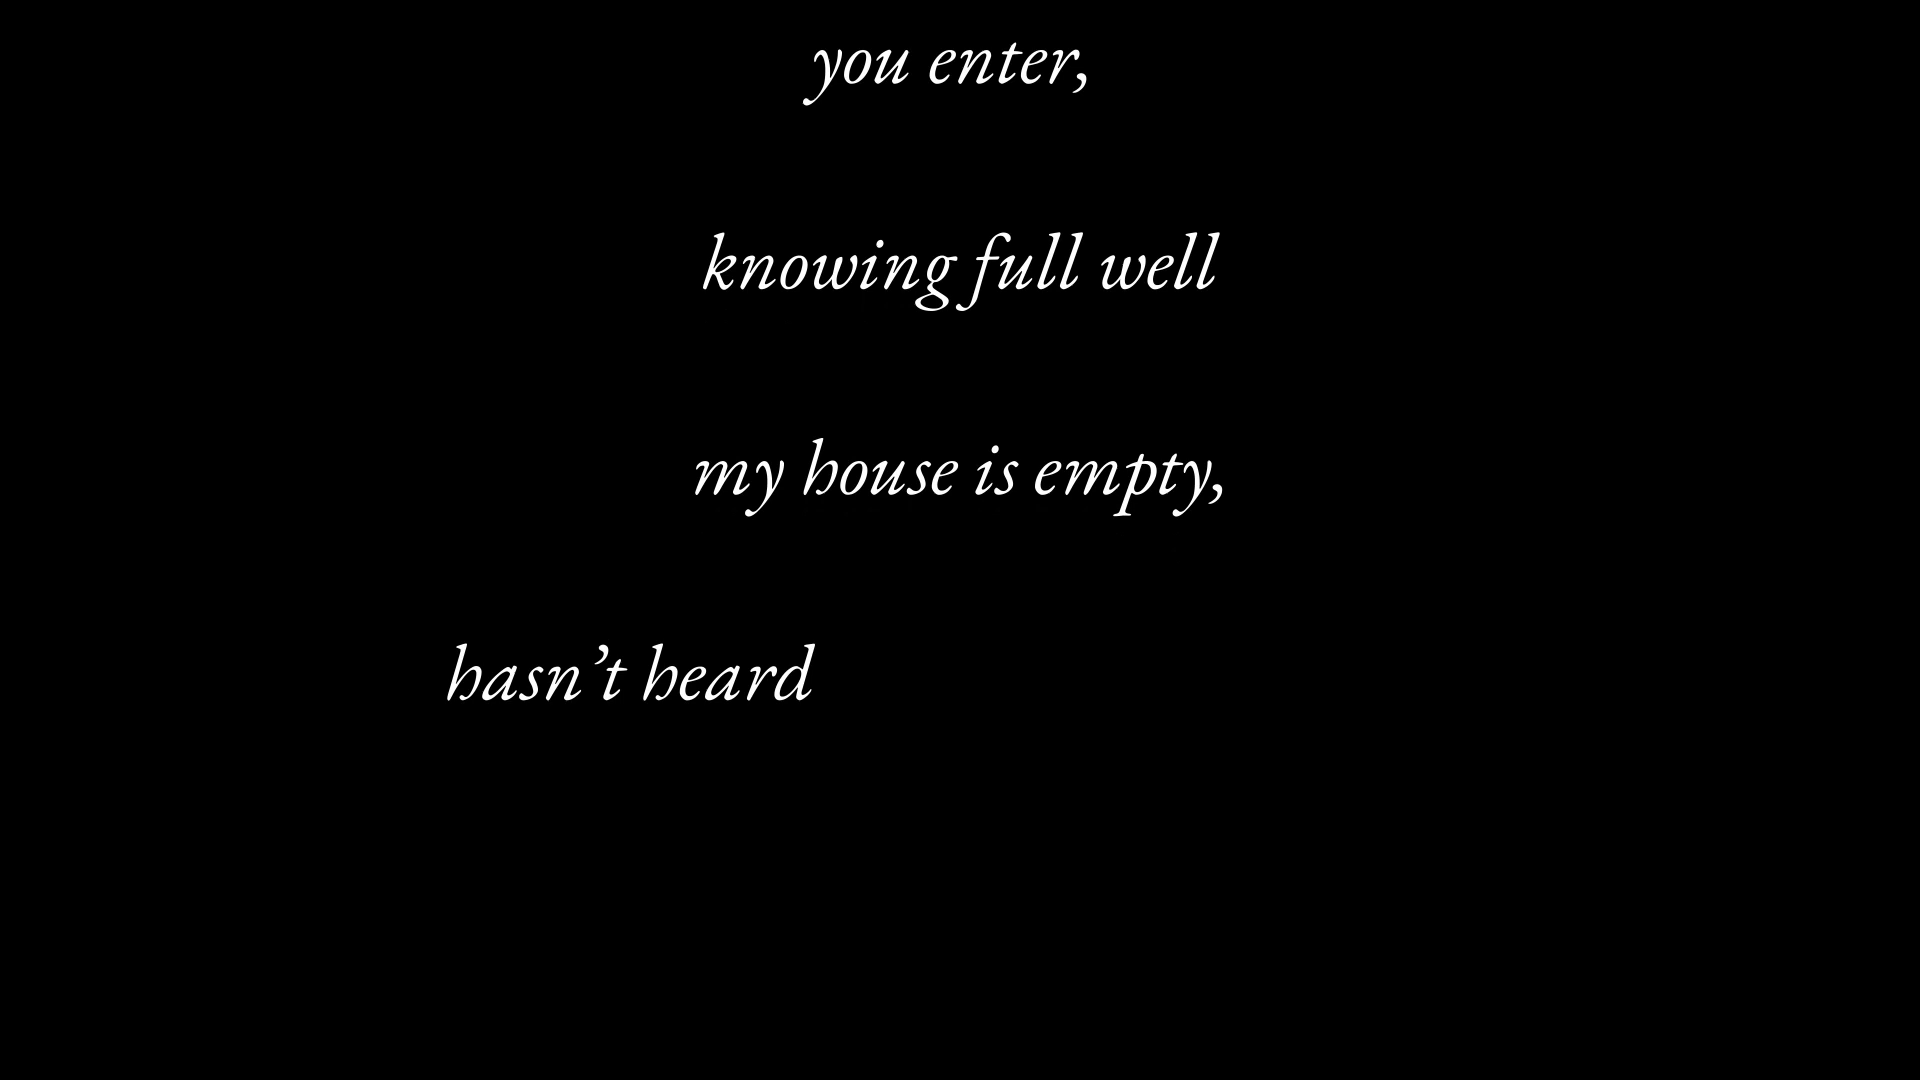 you enter,
knowing full well
my house is empty,
hasn’t heard